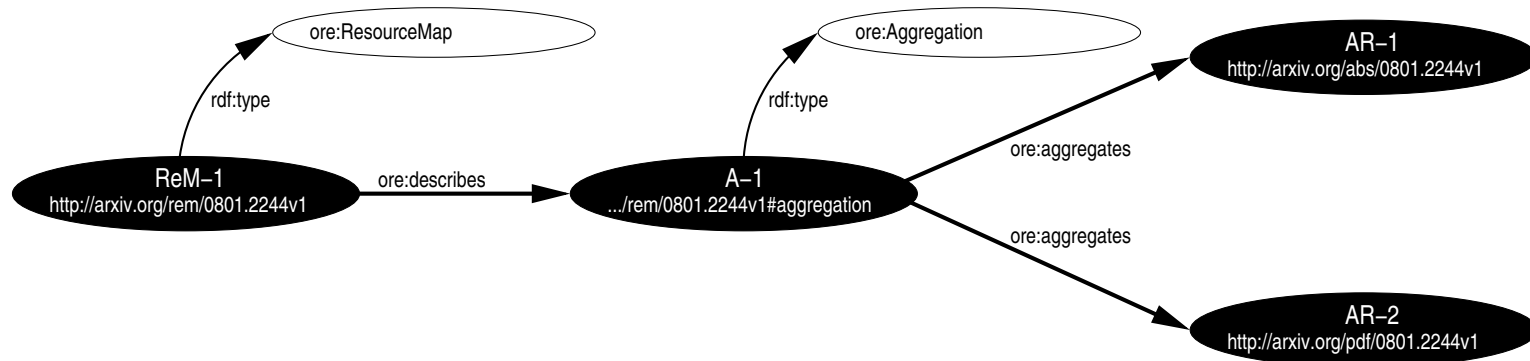 ore:ResourceMap
ore:Aggregation
AR−1
http://arxiv.org/abs/0801.2244v1
rdf:type
rdf:type
ore:aggregates
ReM−1
http://arxiv.org/rem/0801.2244v1
ore:describes
A−1
.../rem/0801.2244v1#aggregation
ore:aggregates
AR−2
http://arxiv.org/pdf/0801.2244v1